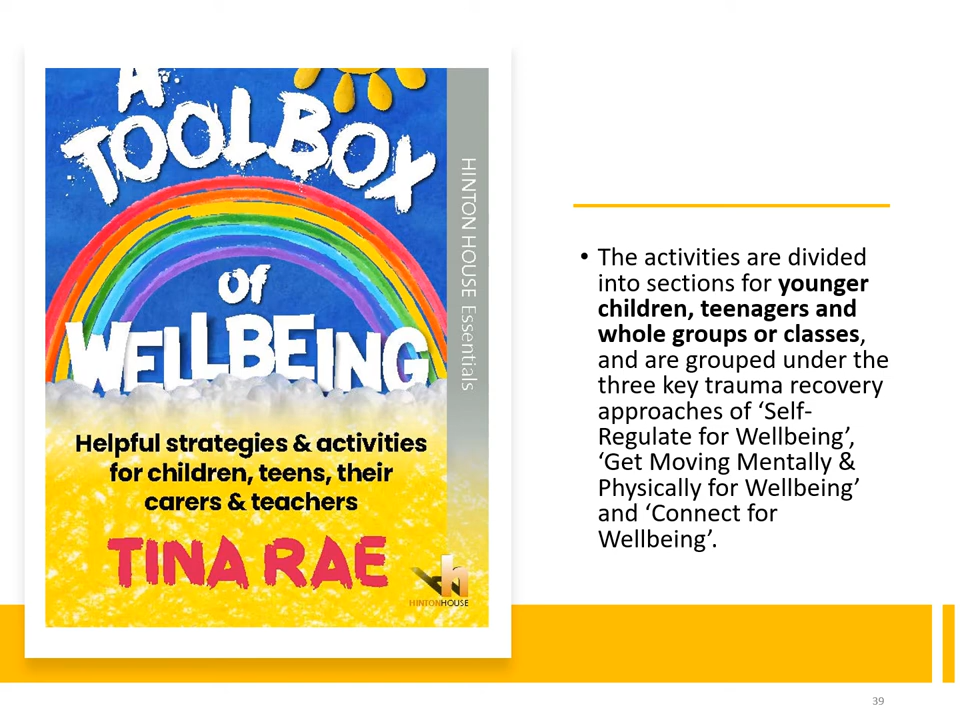 A
TOOLBOX
of
WELLBEING
Helpful strategies & activities
for children, teens, their
carers & teachers
TINA RAE
HINTON HOUSE Essentials
h
HINTONHOUSE
• The activities are divided
into sections for younger
children, teenagers and
whole groups or classes,
and are grouped under the
three key trauma recovery
approaches of ‘Self-
Regulate for Wellbeing’,
‘Get Moving Mentally &
Physically for Wellbeing’
and ‘Connect for
Wellbeing’.
39